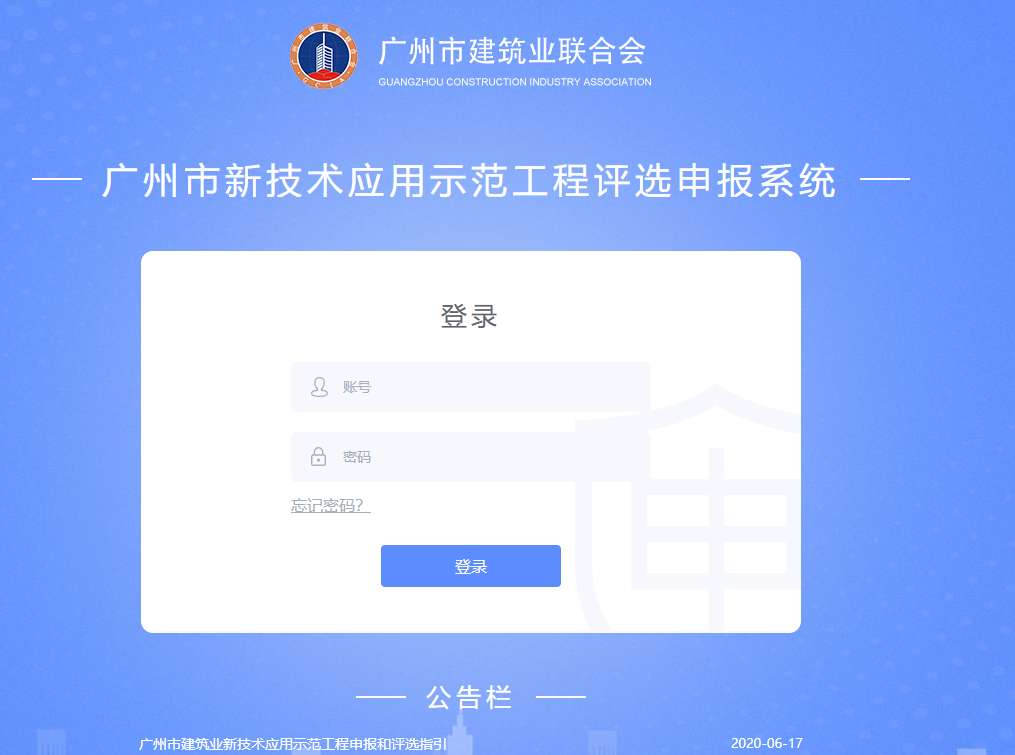 广州市建筑业联合会
GUANGZHOU CONSTRUCTION INDUSTRY ASSOCIATION
广州市新技术应用示范工程评选申报系统
登录
账号
密码
忘记密码?
登录
公告栏
广州市建筑业新技术应用示范工程申报和评选指引 2020-06-17